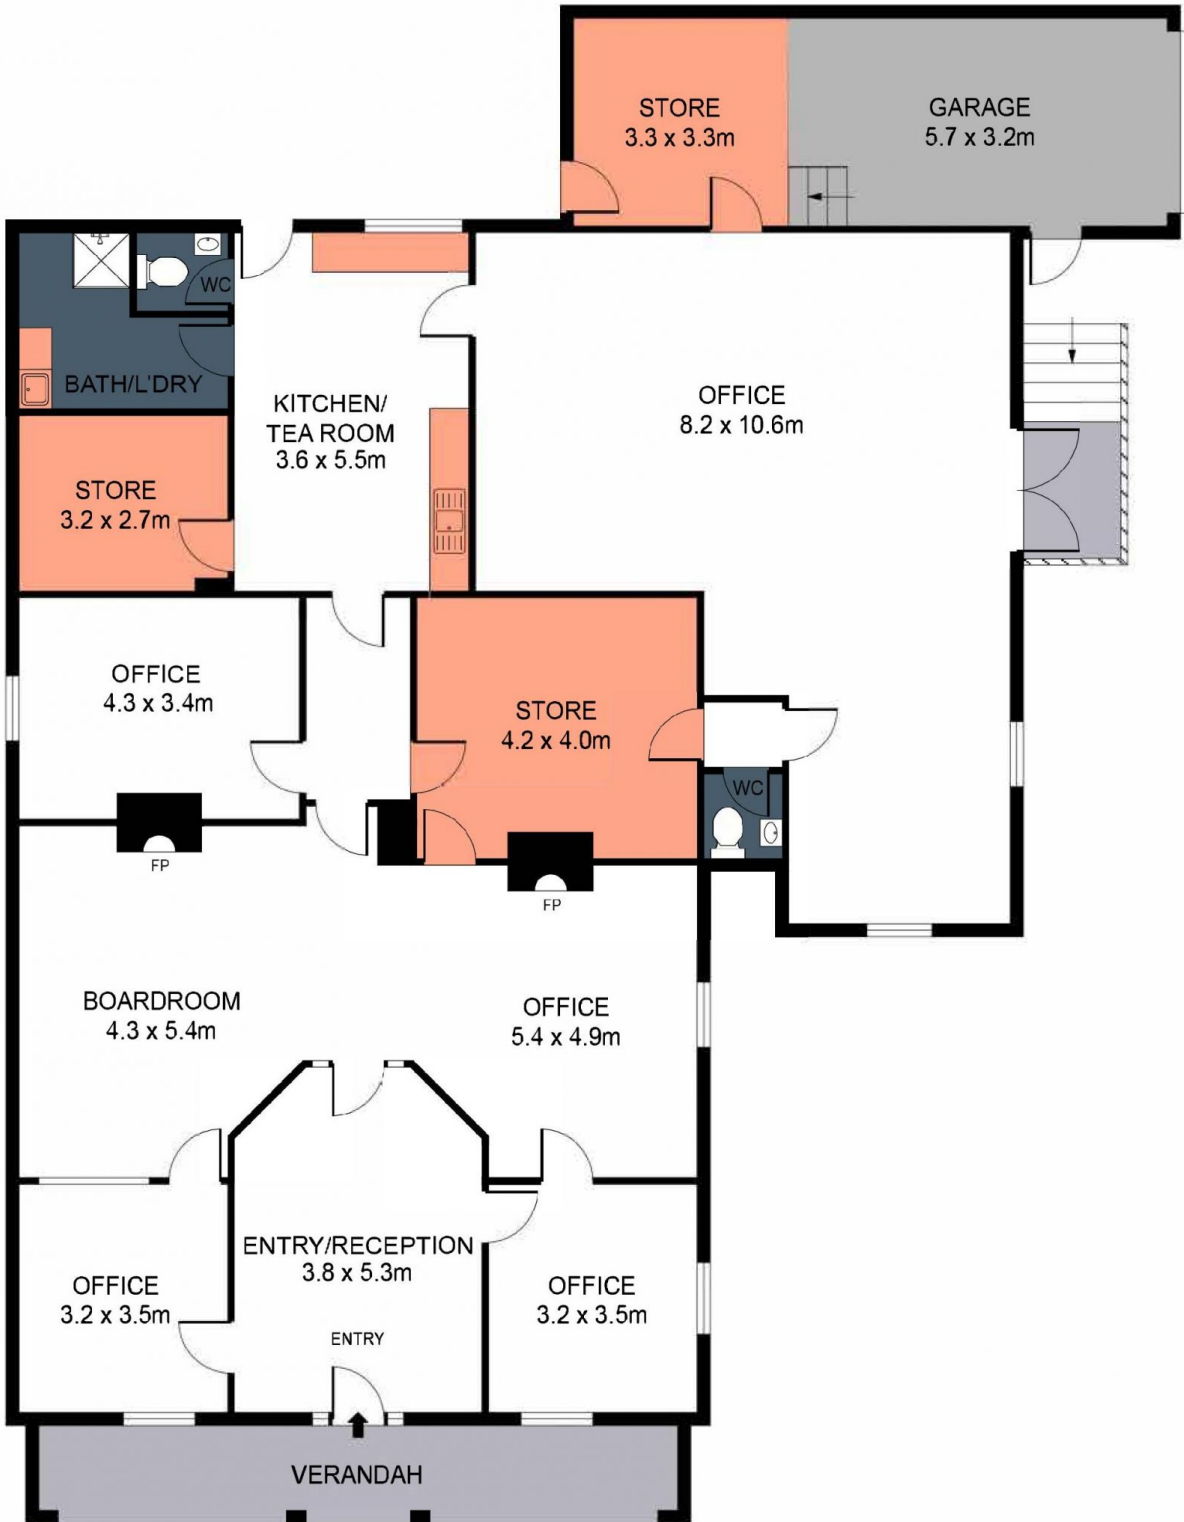 STORE
3.3 x 3.3m
GARAGE
5.7 x 3.2m
WC
BATH/L'DRY
KITCHEN/
TEA ROOM
3.6 x 5.5m
OFFICE
8.2 x 10.6m
STORE
3.2 x 2.7m
OFFICE
4.3 x 3.4m
STORE
4.2 x 4.0m
WC
FP
FP
BOARDROOM
4.3 x 5.4m
OFFICE
5.4 x 4.9m
ENTRY/RECEPTION
3.8 x 5.3m
OFFICE
3.2 x 3.5m
OFFICE
3.2 x 3.5m
ENTRY
VERANDAH